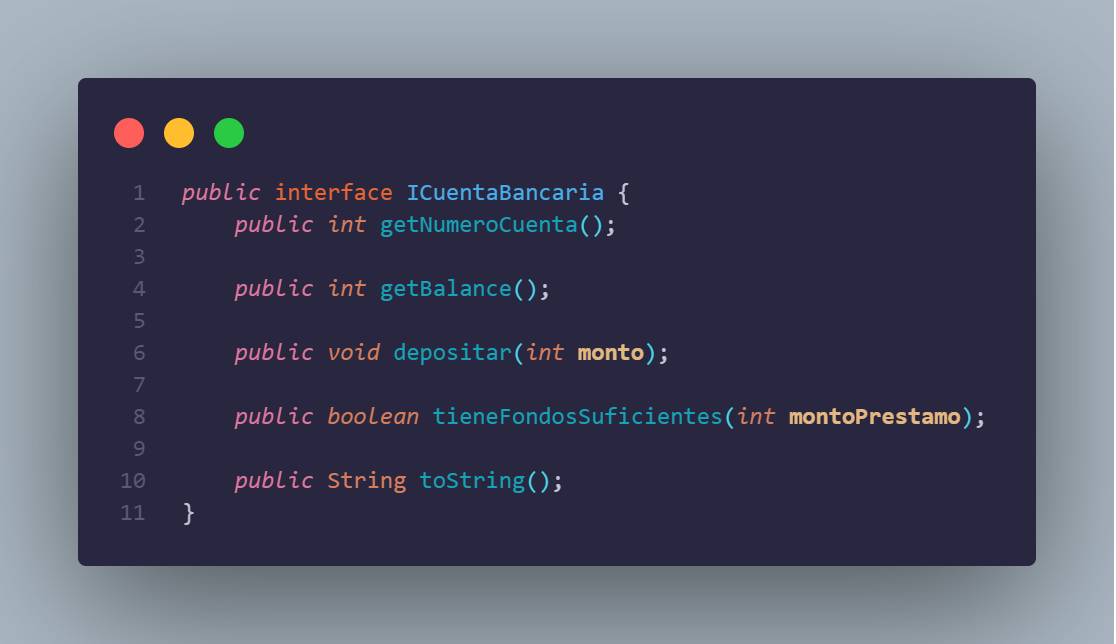 1 public interface ICuentaBancaria {
2     public int getNumeroCuenta();
3
4     public int getBalance();
5
6     public void depositar(int monto);
7
8     public boolean tieneFondosSuficientes(int montoPrestamo);
9
10     public String toString();
11 }